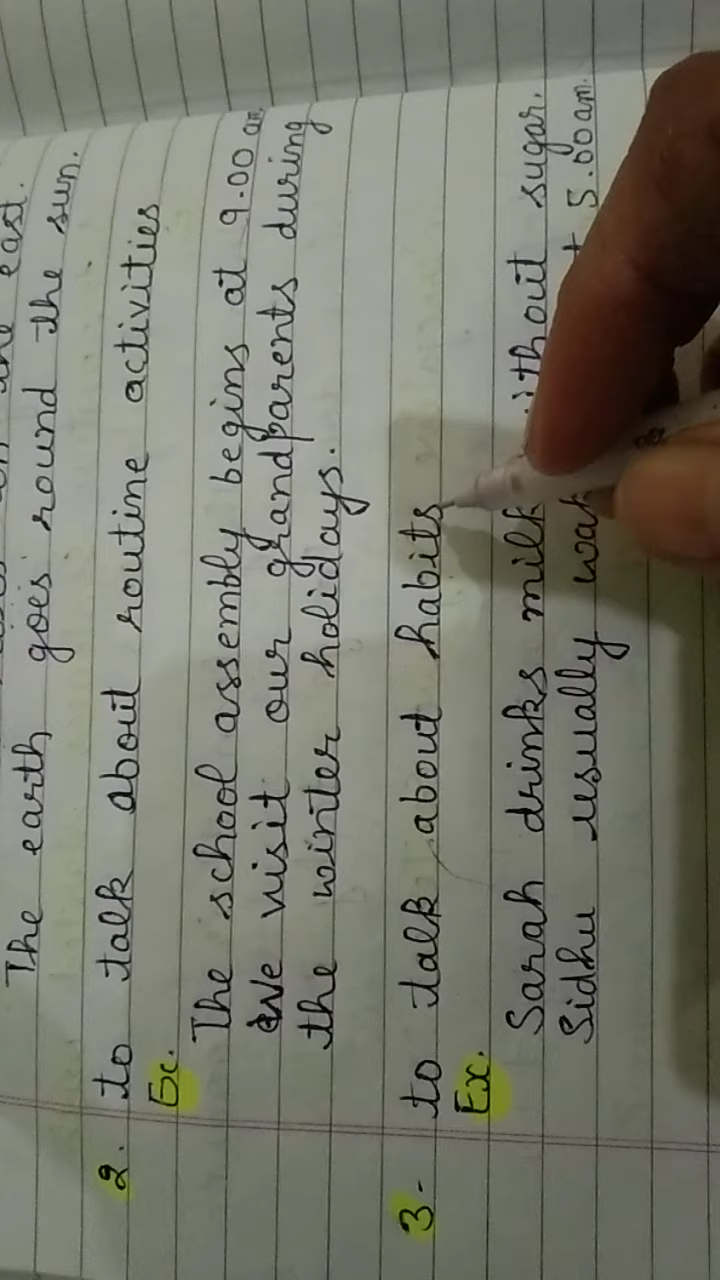 east.
The earth goes round the sun.
2. to talk about routine activities
Ex.
The school assembly begins at 9.00 am.
We visit our grandparents during
the winter holidays.
3. to talk about habits
Ex.
Sarah drinks milk without sugar.
Sidhu usually 5.00 am.